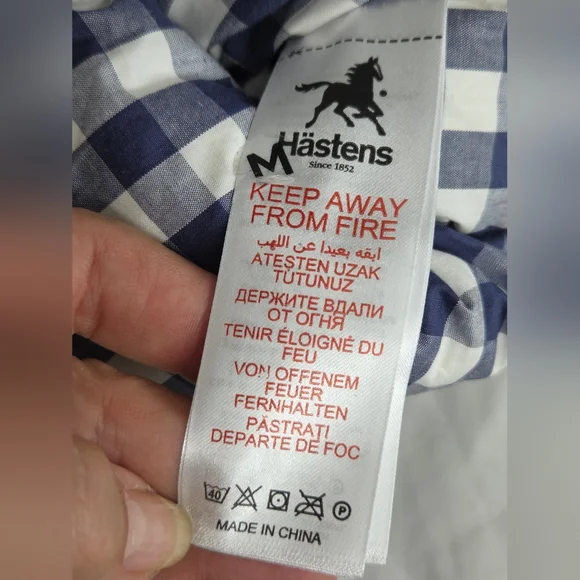 Hästens
Since 1852
M
KEEP AWAY
FROM FIRE
ابقه بعيدا عن اللهب
ATEŞTEN UZAK
TUTUNUZ
ДЕРЖИТЕ ВДАЛИ
ОТ ОГНЯ
TENIR ÉLOIGNÉ DU
FEU
VON OFFENEM
FEUER
FERNHALTEN
PĂSTRAŢI
DEPARTE DE FOC
40 P
MADE IN CHINA